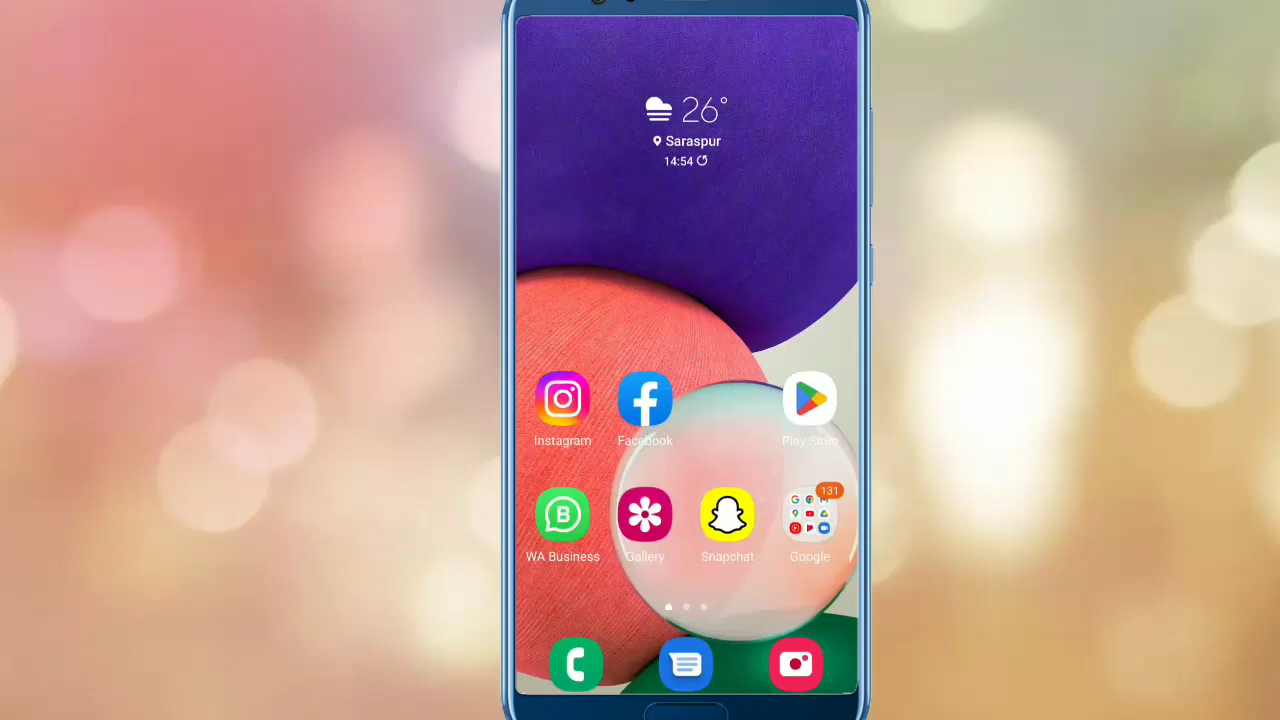 26°
Saraspur
14:54
Instagram
Facebook
Play Store
131
WA Business
Gallery
Snapchat
Google